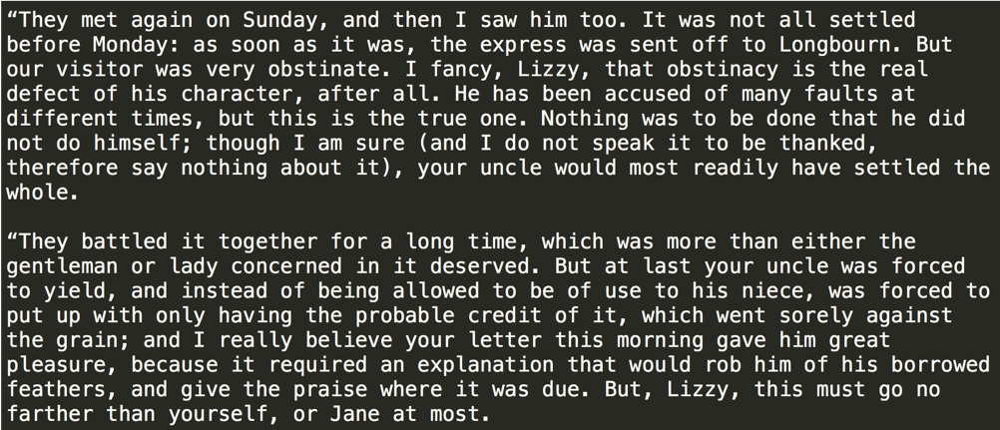 “They met again on Sunday, and then I saw him too. It was not all settled
before Monday: as soon as it was, the express was sent off to Longbourn. But
our visitor was very obstinate. I fancy, Lizzy, that obstinacy is the real
defect of his character, after all. He has been accused of many faults at
different times, but this is the true one. Nothing was to be done that he did
not do himself; though I am sure (and I do not speak it to be thanked,
therefore say nothing about it), your uncle would most readily have settled the
whole.

“They battled it together for a long time, which was more than either the
gentleman or lady concerned in it deserved. But at last your uncle was forced
to yield, and instead of being allowed to be of use to his niece, was forced to
put up with only having the probable credit of it, which went sorely against
the grain; and I really believe your letter this morning gave him great
pleasure, because it required an explanation that would rob him of his borrowed
feathers, and give the praise where it was due. But, Lizzy, this must go no
farther than yourself, or Jane at most.